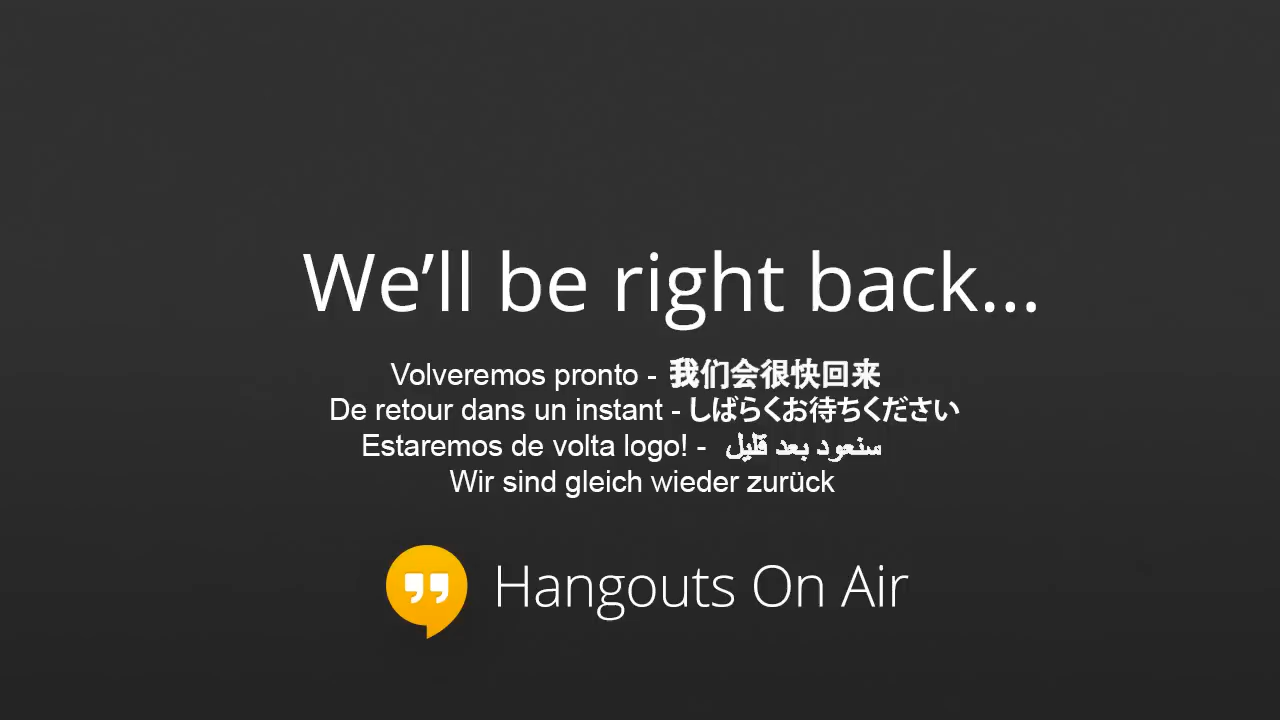 We’ll be right back...
Volveremos pronto - 我们会很快回来
De retour dans un instant - しばらくお待ちください
Estaremos de volta logo! - سنعود بعد قليل
Wir sind gleich wieder zurück
Hangouts On Air